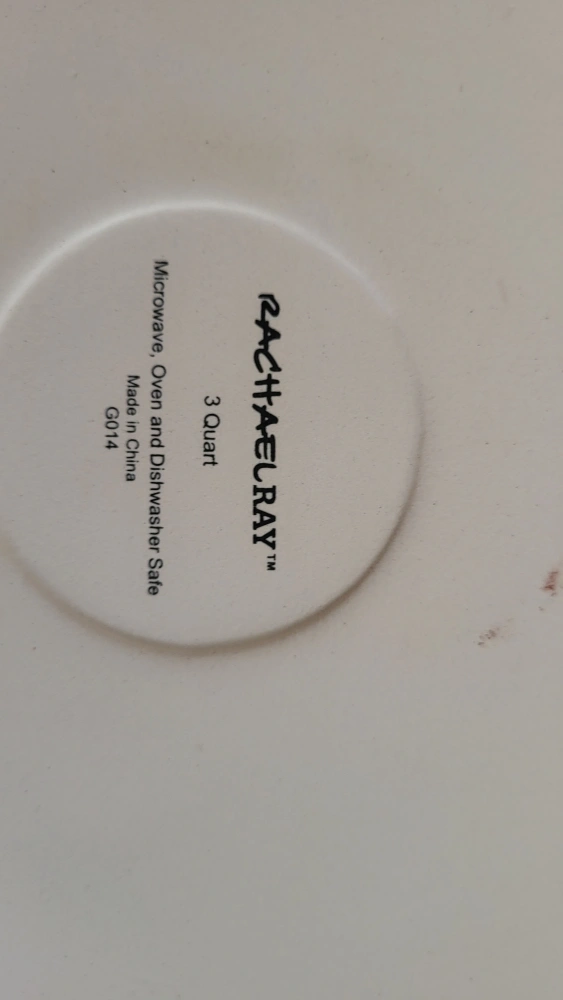 RACHAELRAY™
3 Quart
Microwave, Oven and Dishwasher Safe
Made in China
G014